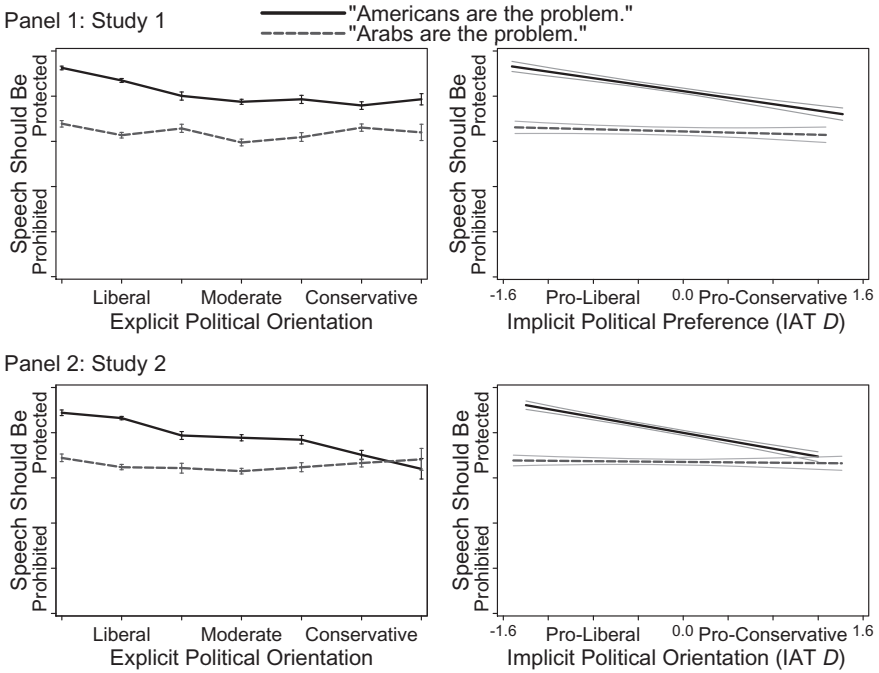 Panel 1: Study 1
"Americans are the problem."
"Arabs are the problem."
Speech Should Be
Prohibited Protected
Liberal Moderate Conservative
Explicit Political Orientation
Speech Should Be
Prohibited Protected
-1.6 Pro-Liberal 0.0 Pro-Conservative 1.6
Implicit Political Preference (IAT D)
Panel 2: Study 2
Speech Should Be
Prohibited Protected
Liberal Moderate Conservative
Explicit Political Orientation
Speech Should Be
Prohibited Protected
-1.6 Pro-Liberal 0.0 Pro-Conservative 1.6
Implicit Political Orientation (IAT D)